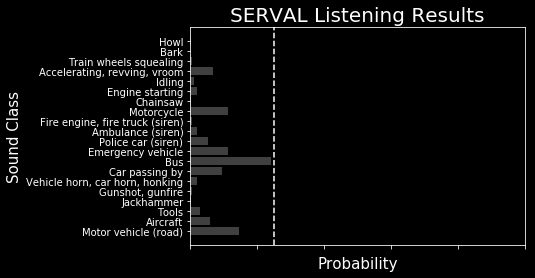 SERVAL Listening Results
Sound Class
Howl
Bark
Train wheels squealing
Accelerating, revving, vroom
Idling
Engine starting
Chainsaw
Motorcycle
Fire engine, fire truck (siren)
Ambulance (siren)
Police car (siren)
Emergency vehicle
Bus
Car passing by
Vehicle horn, car horn, honking
Gunshot, gunfire
Jackhammer
Tools
Aircraft
Motor vehicle (road)
Probability